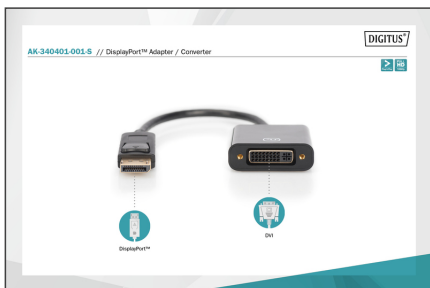 DIGITUS®
AK-340401-001-S // DisplayPort™ Adapter / Converter
DisplayPort™
DVI